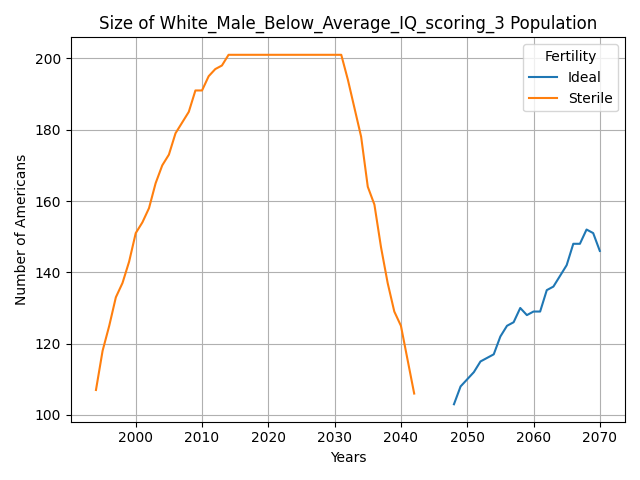 Size of White_Male_Below_Average_IQ_scoring_3 Population
Number of Americans
200
180
160
140
120
100
Fertility
Ideal
Sterile
2000 2010 2020 2030 2040 2050 2060 2070
Years